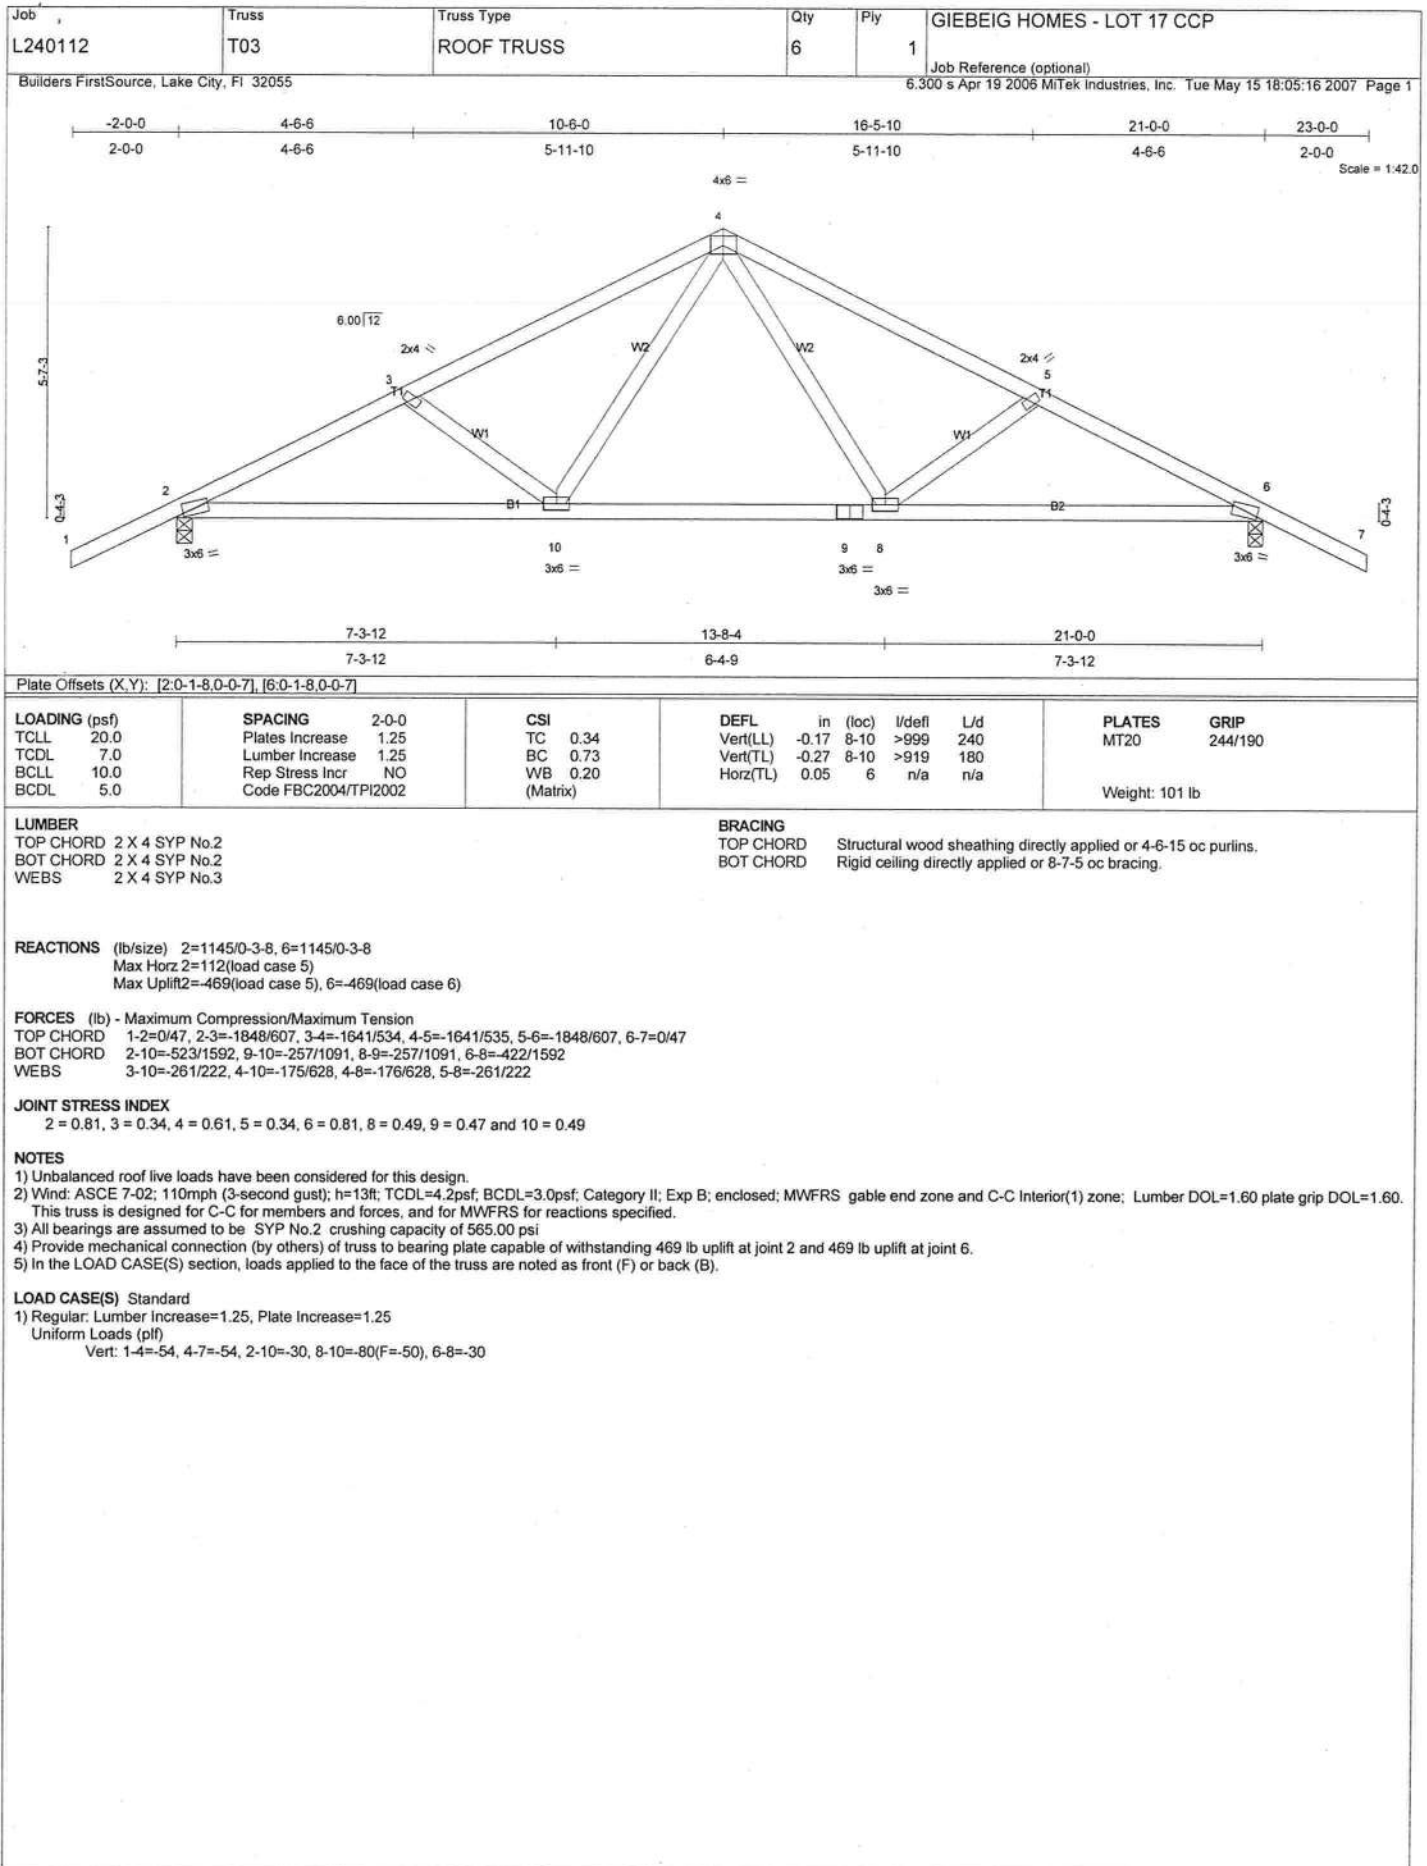 Job Truss Truss Type Qty Ply GIEBEIG HOMES - LOT 17 CCP
L240112 T03 ROOF TRUSS 6 1
Job Reference (optional)
Builders FirstSource, Lake City, Fl 32055 6.300 s Apr 19 2006 MiTek Industries, Inc. Tue May 15 18:05:16 2007 Page 1
-2-0-0 4-6-6 10-6-0 16-5-10 21-0-0 23-0-0
2-0-0 4-6-6 5-11-10 5-11-10 4-6-6 2-0-0
Scale = 1:42.0
4x6 =
4
6.00 12
2x4 \\ 2x4 //
3 5
T1 T1
W2 W2
5-7-3
W1 W1
2 6
0-4-3 B1 B2 0-4-3
1 7
3x6 = 10 9 8 3x6 =
3x6 = 3x6 =
3x6 =
7-3-12 13-8-4 21-0-0
7-3-12 6-4-9 7-3-12
Plate Offsets (X,Y): [2:0-1-8,0-0-7], [6:0-1-8,0-0-7]
LOADING (psf) SPACING 2-0-0 CSI DEFL in (loc) l/defl L/d PLATES GRIP
TCLL 20.0 Plates Increase 1.25 TC 0.34 Vert(LL) -0.17 8-10 >999 240 MT20 244/190
TCDL 7.0 Lumber Increase 1.25 BC 0.73 Vert(TL) -0.27 8-10 >919 180
BCLL 10.0 Rep Stress Incr NO WB 0.20 Horz(TL) 0.05 6 n/a n/a
BCDL 5.0 Code FBC2004/TPI2002 (Matrix) Weight: 101 lb
LUMBER BRACING
TOP CHORD 2 X 4 SYP No.2 TOP CHORD Structural wood sheathing directly applied or 4-6-15 oc purlins.
BOT CHORD 2 X 4 SYP No.2 BOT CHORD Rigid ceiling directly applied or 8-7-5 oc bracing.
WEBS 2 X 4 SYP No.3
REACTIONS (lb/size) 2=1145/0-3-8, 6=1145/0-3-8
Max Horz 2=112(load case 5)
Max Uplift2=-469(load case 5), 6=-469(load case 6)
FORCES (lb) - Maximum Compression/Maximum Tension
TOP CHORD 1-2=0/47, 2-3=-1848/607, 3-4=-1641/534, 4-5=-1641/535, 5-6=-1848/607, 6-7=0/47
BOT CHORD 2-10=-523/1592, 9-10=-257/1091, 8-9=-257/1091, 6-8=-422/1592
WEBS 3-10=-261/222, 4-10=-175/628, 4-8=-176/628, 5-8=-261/222
JOINT STRESS INDEX
2 = 0.81, 3 = 0.34, 4 = 0.61, 5 = 0.34, 6 = 0.81, 8 = 0.49, 9 = 0.47 and 10 = 0.49
NOTES
1) Unbalanced roof live loads have been considered for this design.
2) Wind: ASCE 7-02; 110mph (3-second gust); h=13ft; TCDL=4.2psf; BCDL=3.0psf; Category II; Exp B; enclosed; MWFRS gable end zone and C-C Interior(1) zone; Lumber DOL=1.60 plate grip DOL=1.60.
This truss is designed for C-C for members and forces, and for MWFRS for reactions specified.
3) All bearings are assumed to be SYP No.2 crushing capacity of 565.00 psi
4) Provide mechanical connection (by others) of truss to bearing plate capable of withstanding 469 lb uplift at joint 2 and 469 lb uplift at joint 6.
5) In the LOAD CASE(S) section, loads applied to the face of the truss are noted as front (F) or back (B).
LOAD CASE(S) Standard
1) Regular: Lumber Increase=1.25, Plate Increase=1.25
Uniform Loads (plf)
Vert: 1-4=-54, 4-7=-54, 2-10=-30, 8-10=-80(F=-50), 6-8=-30